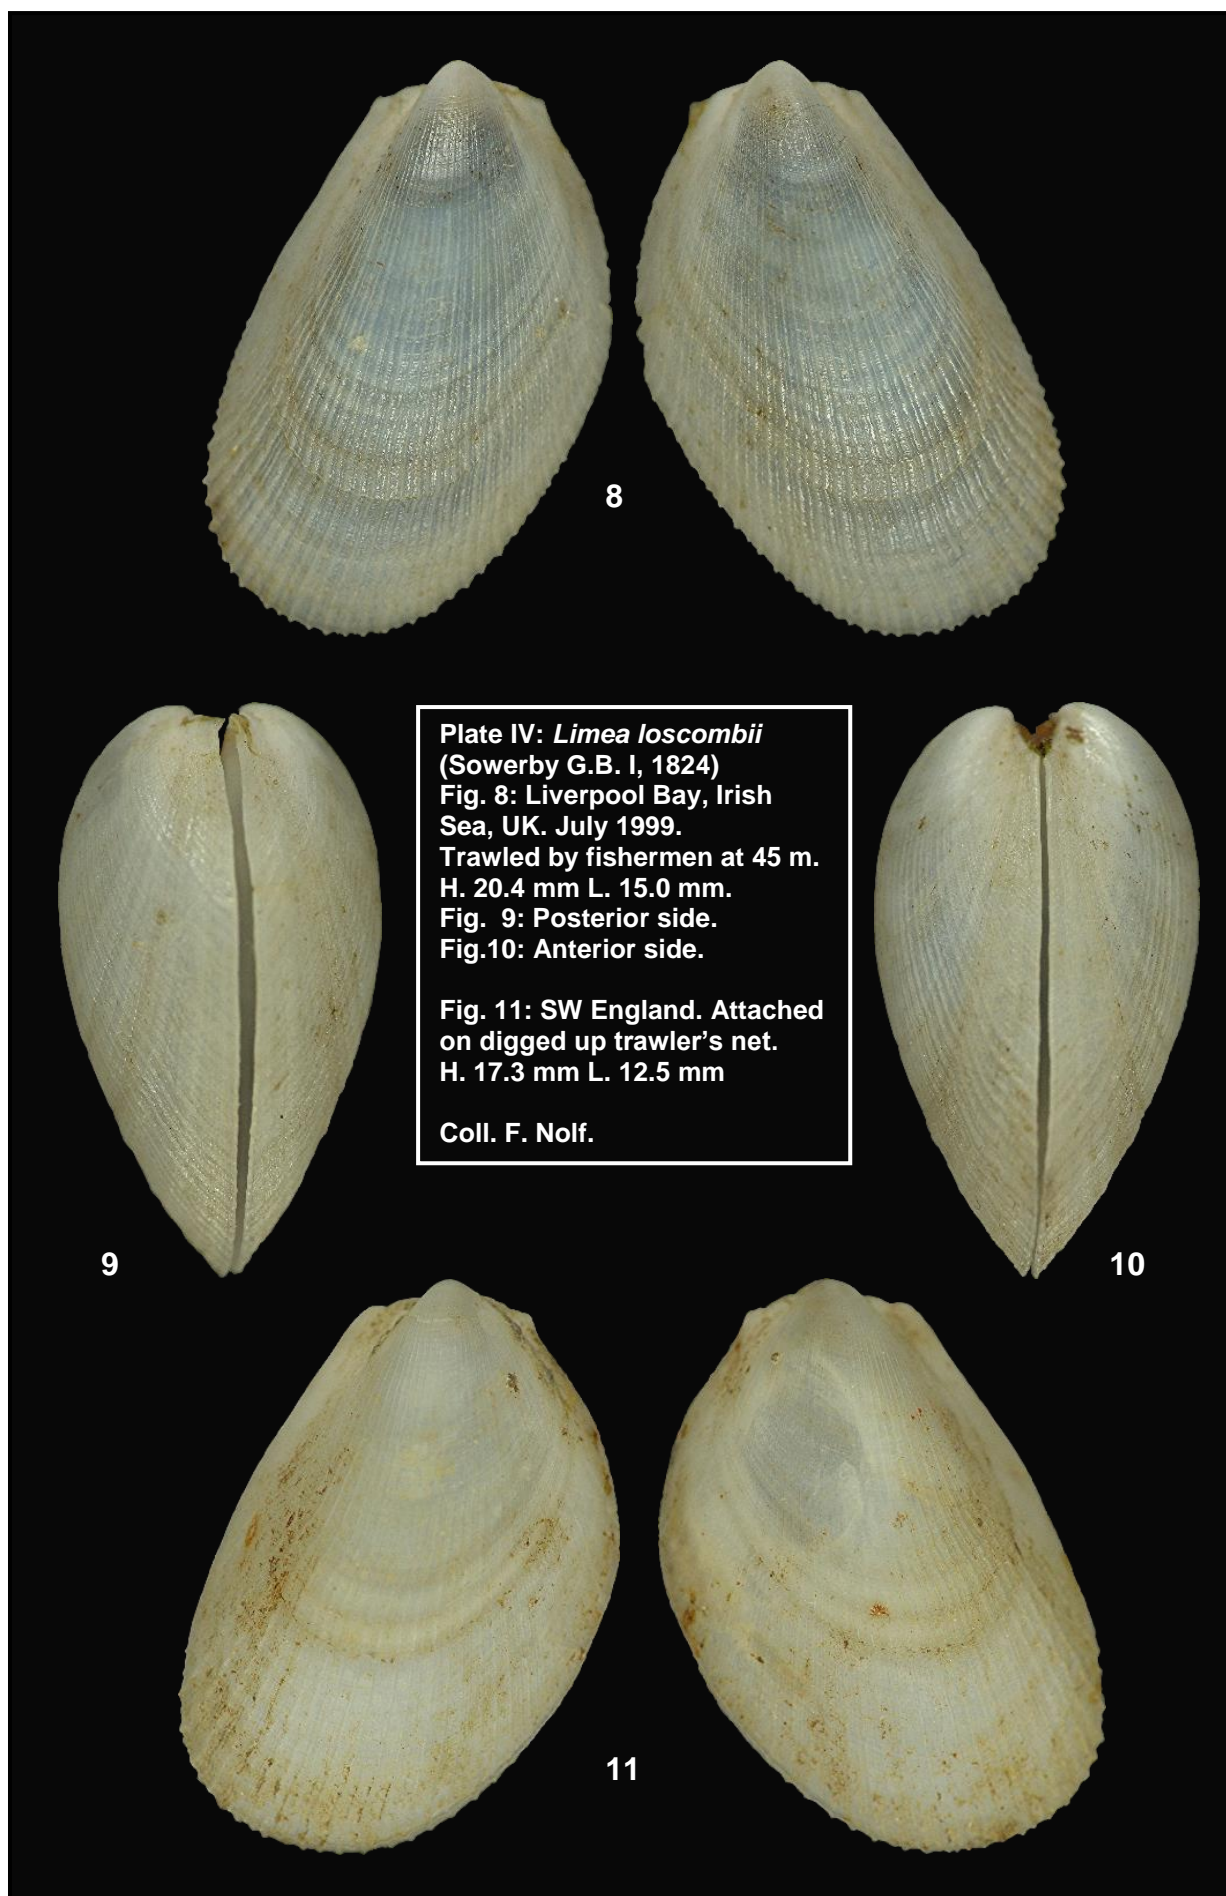 8
Plate IV: Limea loscombii
(Sowerby G.B. I, 1824)
Fig. 8: Liverpool Bay, Irish
Sea, UK. July 1999.
Trawled by fishermen at 45 m.
H. 20.4 mm L. 15.0 mm.
Fig.  9: Posterior side.
Fig.10: Anterior side.
Fig. 11: SW England. Attached
on digged up trawler’s net.
H. 17.3 mm L. 12.5 mm
Coll. F. Nolf.
9
10
11